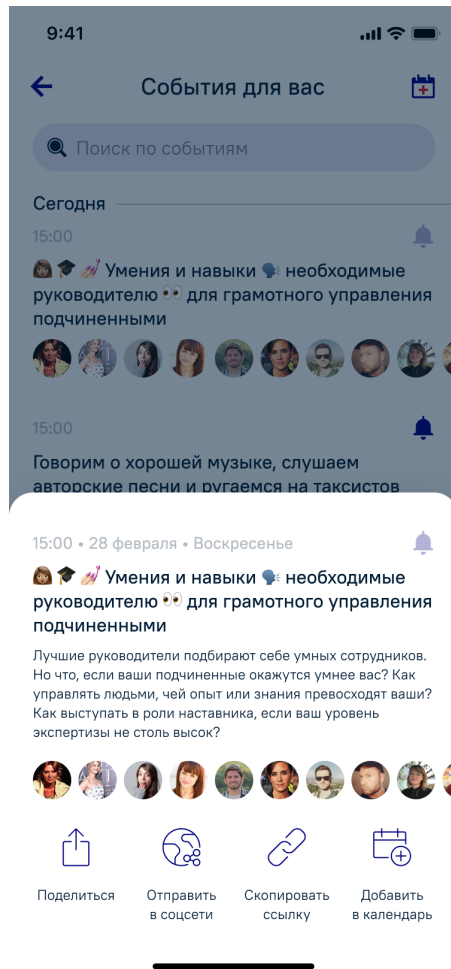 9:41
События для вас
Поиск по событиям
Сегодня
15:00
👩🏽🎓💅🏻 Умения и навыки 🗣 необходимые
руководителю 👀 для грамотного управления
подчиненными
15:00
Говорим о хорошей музыке, слушаем
авторские песни и ругаемся на таксистов
15:00 • 28 февраля • Воскресенье
👩🏽🎓💅🏻 Умения и навыки 🗣 необходимые
руководителю 👀 для грамотного управления
подчиненными
Лучшие руководители подбирают себе умных сотрудников.
Но что, если ваши подчиненные окажутся умнее вас? Как
управлять людьми, чей опыт или знания превосходят ваши?
Как выступать в роли наставника, если ваш уровень
экспертизы не столь высок?
Поделиться
Отправить
в соцсети
Скопировать
ссылку
Добавить
в календарь